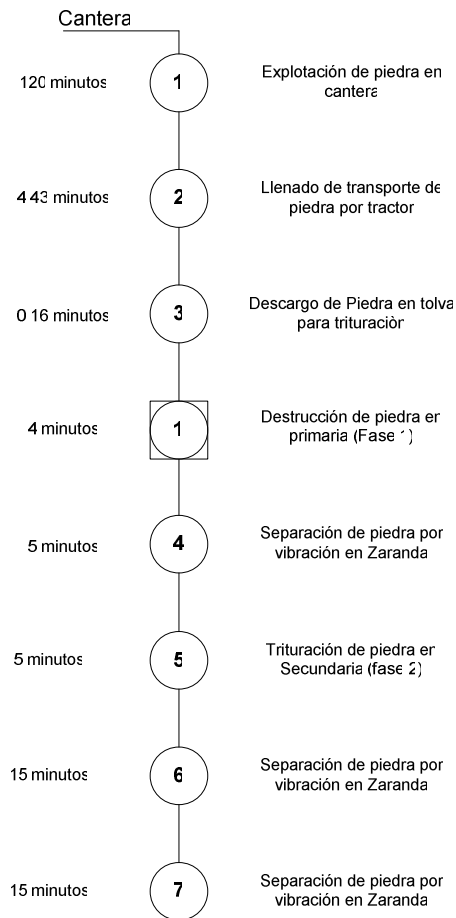 Cantera
120 minutos
1
Explotación de piedra en
cantera
4 43 minutos
2
Llenado de transporte de
piedra por tractor
0 16 minutos
3
Descargo de Piedra en tolva
para trituraciòn
4 minutos
1
Destrucción de piedra en
primaria (Fase 1)
5 minutos
4
Separación de piedra por
vibración en Zaranda
5 minutos
5
Trituración de piedra en
Secundaria (fase 2)
15 minutos
6
Separación de piedra por
vibración en Zaranda
15 minutos
7
Separación de piedra por
vibración en Zaranda